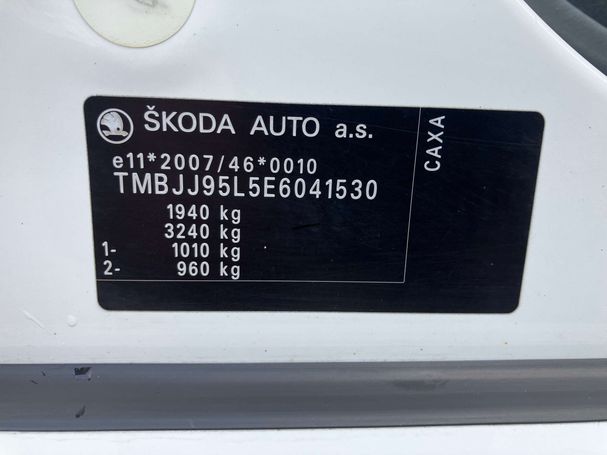 ŠKODA AUTO a.s.
e11*2007/46*0010
TMBJJ95L5E6041530
1940 kg
3240 kg
1- 1010 kg
2- 960 kg
CAXA